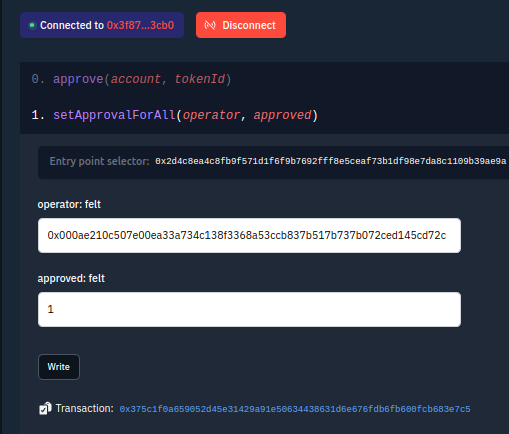 Connected to 0x3f87...3cb0
Disconnect
0. approve(account, tokenId)
1. setApprovalForAll(operator, approved)
Entry point selector: 0x2d4c8ea4c8fb9f571d1f6f9b7692fff8e5ceaf73b1df98e7da8c1109b39ae9a
operator: felt
0x000ae210c507e00ea33a734c138f3368a53ccb837b517b737b072ced145cd72c
approved: felt
1
Write
Transaction: 0x375c1f0a659052d45e31429a91e50634438631d6e676fdb6fb600fcb683e7c5